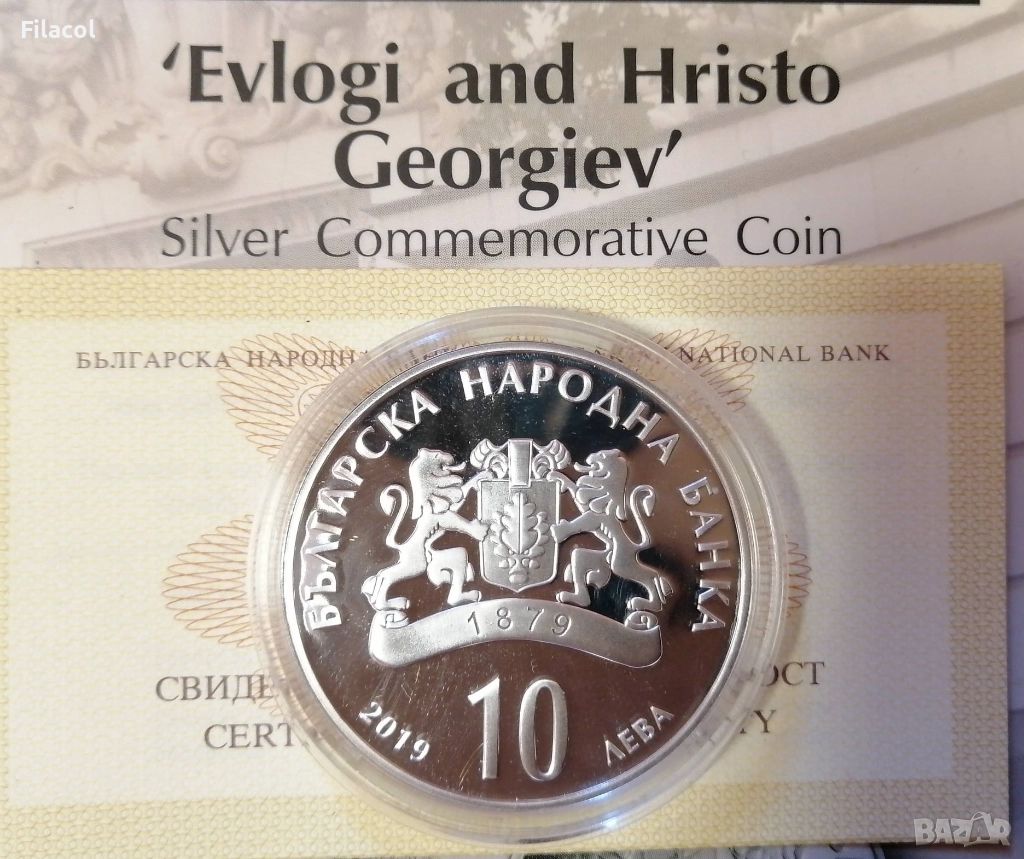 Filacol
‘Evlogi and Hristo
Georgiev’
Silver Commemorative Coin
БЪЛГАРСКА НАРОДНА
NATIONAL BANK
БЪЛГАРСКА НАРОДНА БАНКА
1879
10
2019
ЛЕВА
BAZAR